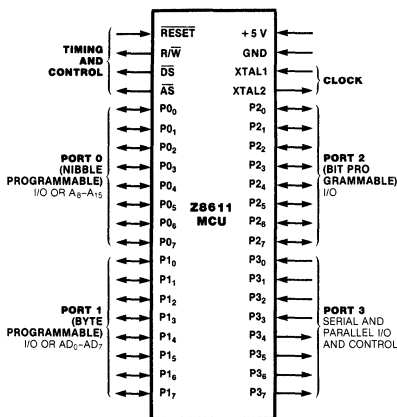 TIMING
AND
CONTROL
PORT 0
(NIBBLE
PROGRAMMABLE)
I/O OR A₈–A₁₅
PORT 1
(BYTE
PROGRAMMABLE)
I/O OR AD₀–AD₇
R̅E̅S̅E̅T̅
R/W̅
D̅S̅
A̅S̅
P0₀
P0₁
P0₂
P0₃
P0₄
P0₅
P0₆
P0₇
P1₀
P1₁
P1₂
P1₃
P1₄
P1₅
P1₆
P1₇
Z8611
MCU
+ 5 V
GND
XTAL1
XTAL2
P2₀
P2₁
P2₂
P2₃
P2₄
P2₅
P2₆
P2₇
P3₀
P3₁
P3₂
P3₃
P3₄
P3₅
P3₆
P3₇
CLOCK
PORT 2
(BIT PRO
GRAMMABLE)
I/O
PORT 3
SERIAL AND
PARALLEL I/O
AND CONTROL